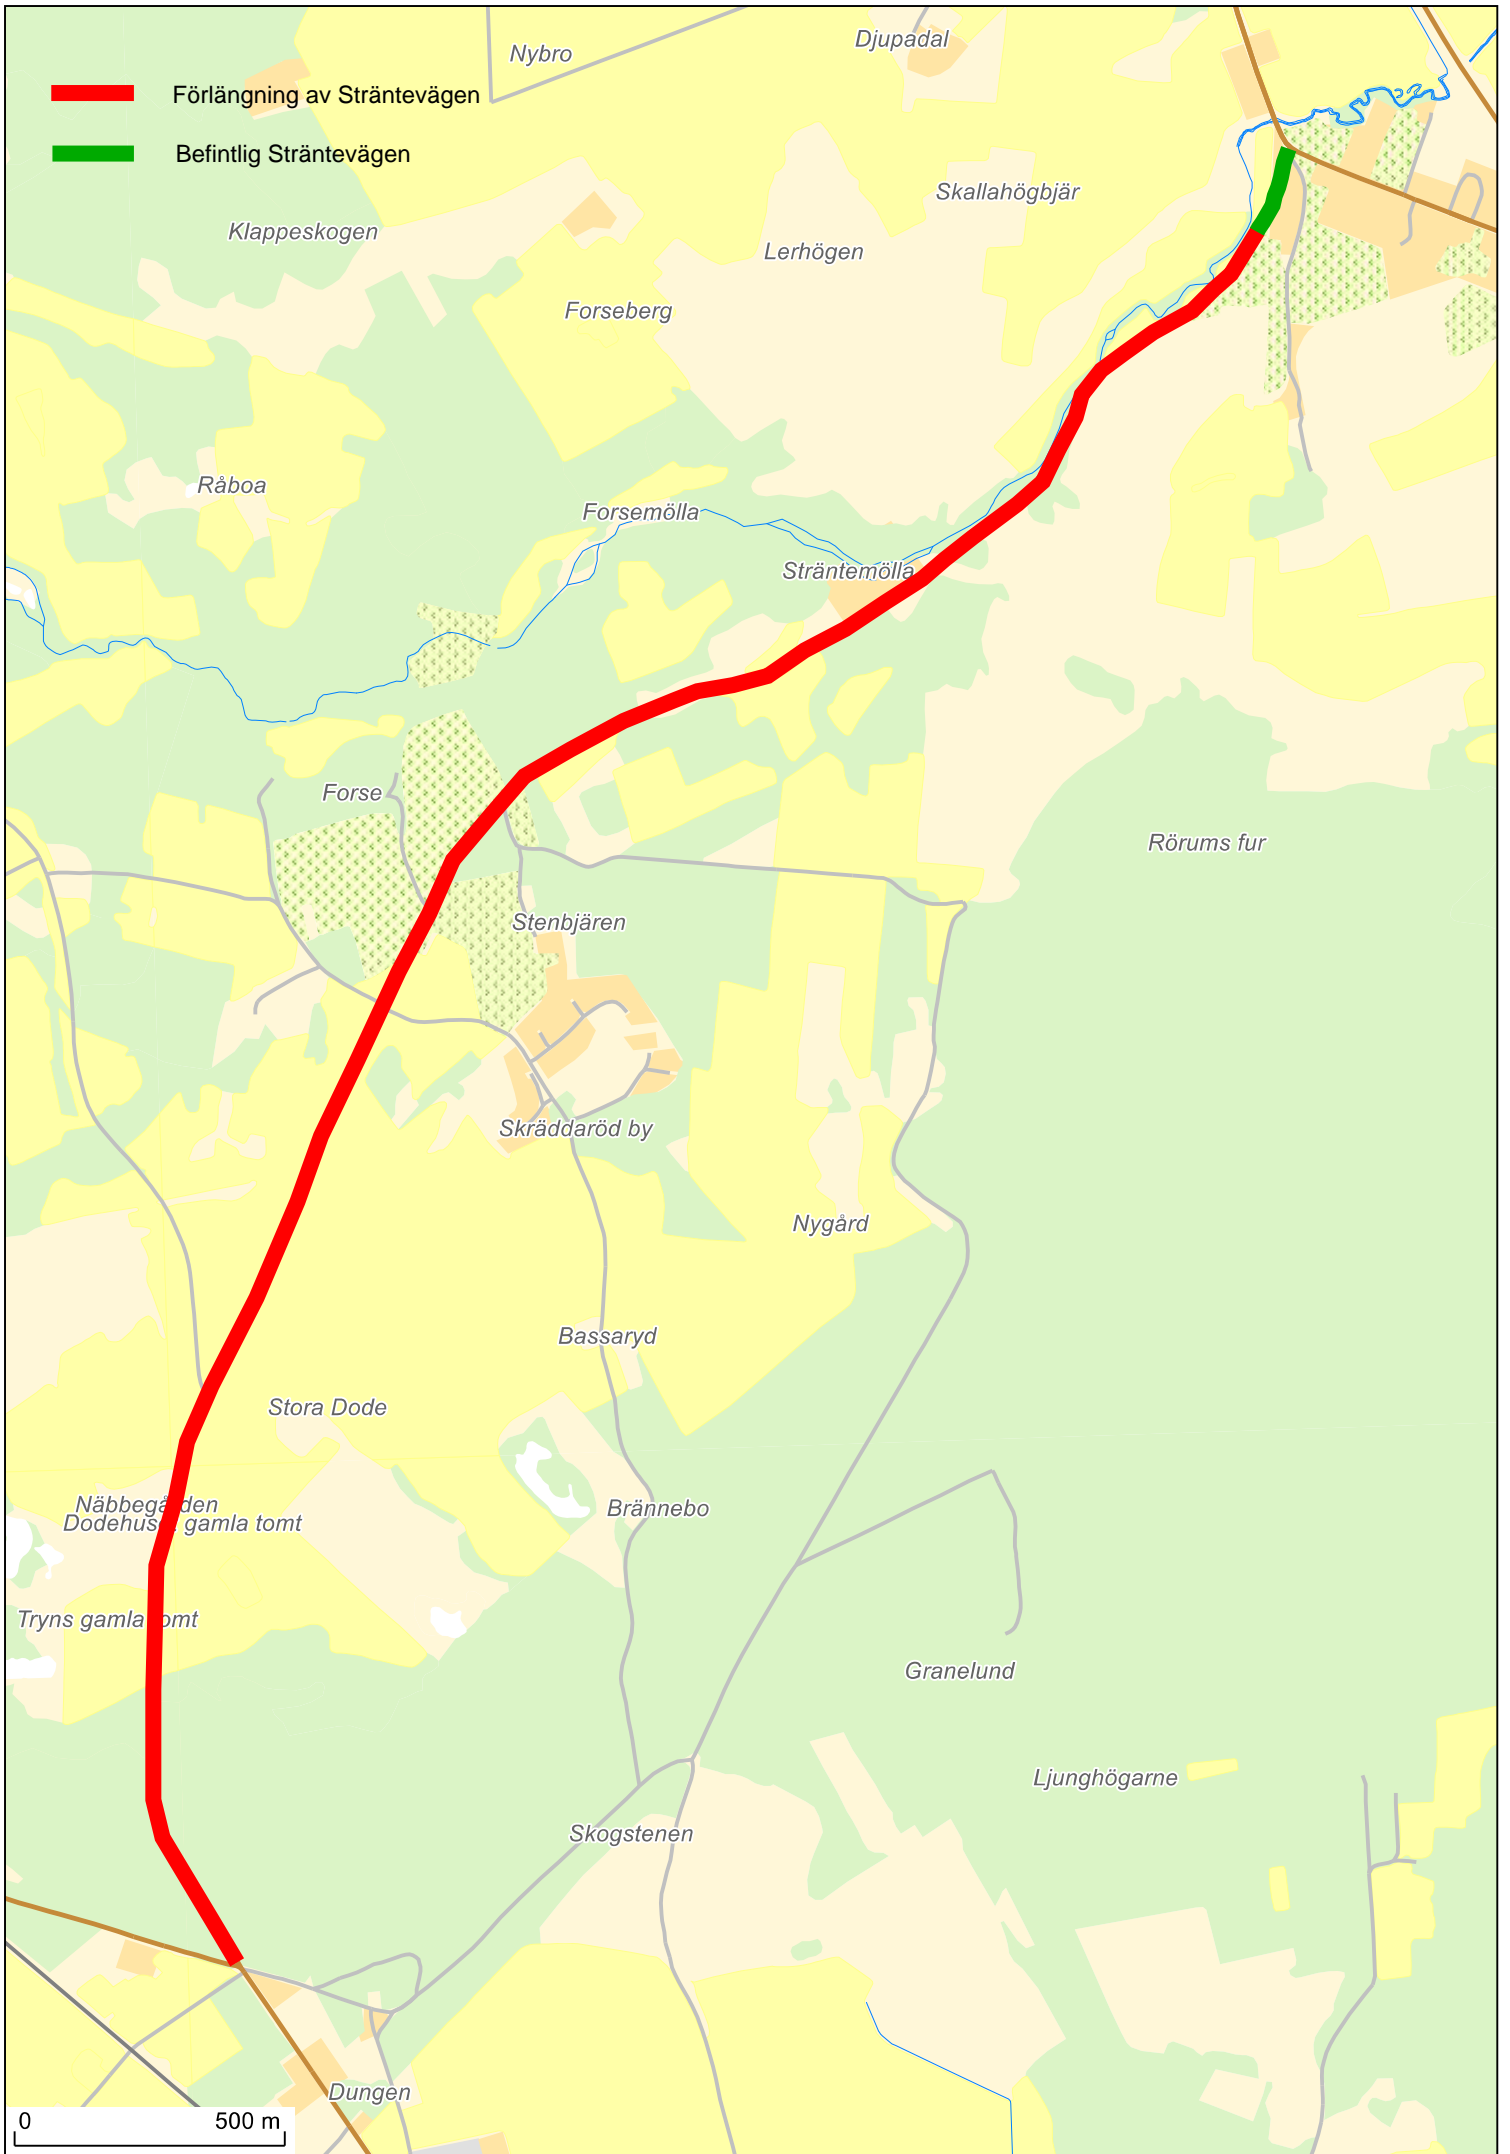 Nybro
Djupadal
Förlängning av Sträntevägen
Befintlig Sträntevägen
Skallahögbjär
Klappeskogen
Lerhögen
Forseberg
Råboa
Forsemölla
Sträntemölla
Forse
Rörums fur
Stenbjären
Skräddaröd by
Nygård
Bassaryd
Stora Dode
Näbbegården
Dodehuset gamla tomt
Brännebo
Tryns gamla tomt
Granelund
Ljunghögarne
Skogstenen
Dungen
0 500 m